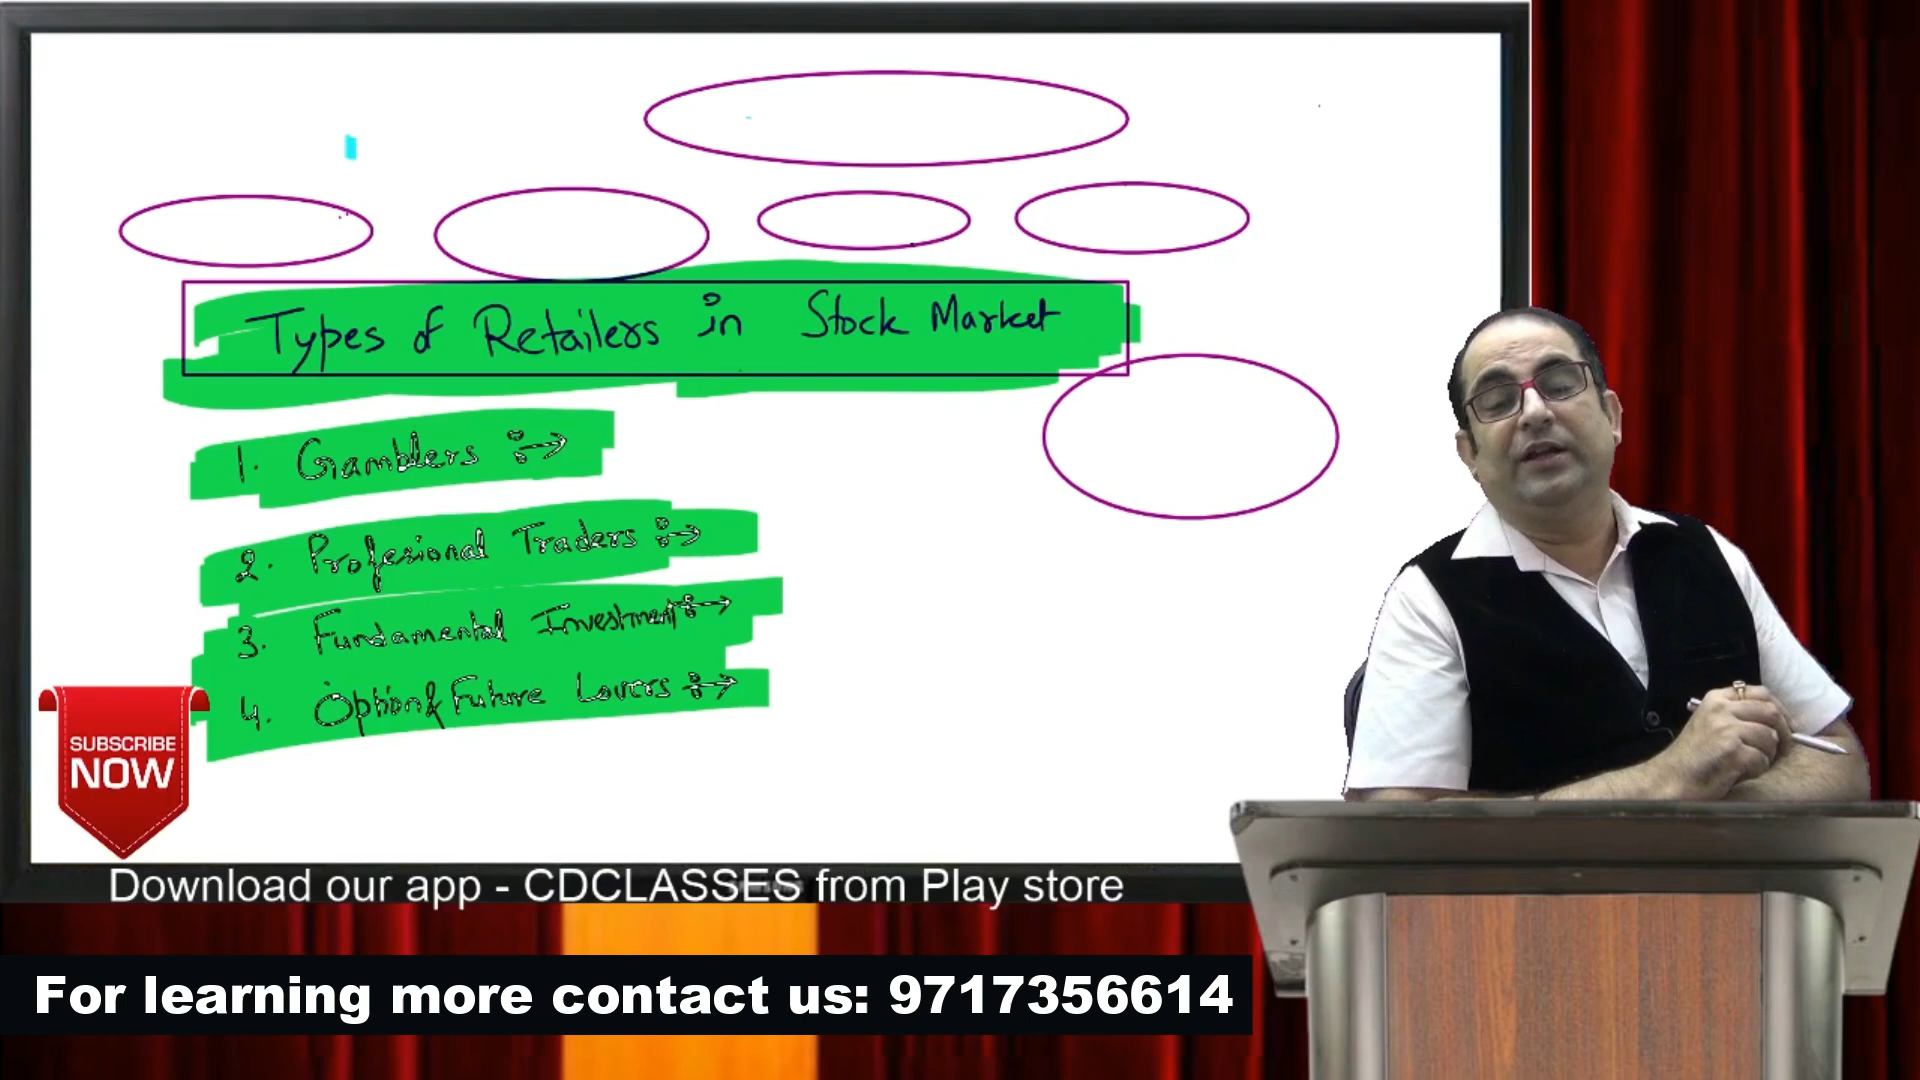 Types of Retailers in Stock Market
1. Gamblers :→
2. Profesional Traders :→
3. Fundamental Investment :→
4. Option & Future Lovers :→
SUBSCRIBE
NOW
Download our app - CDCLASSES from Play store
For learning more contact us: 9717356614